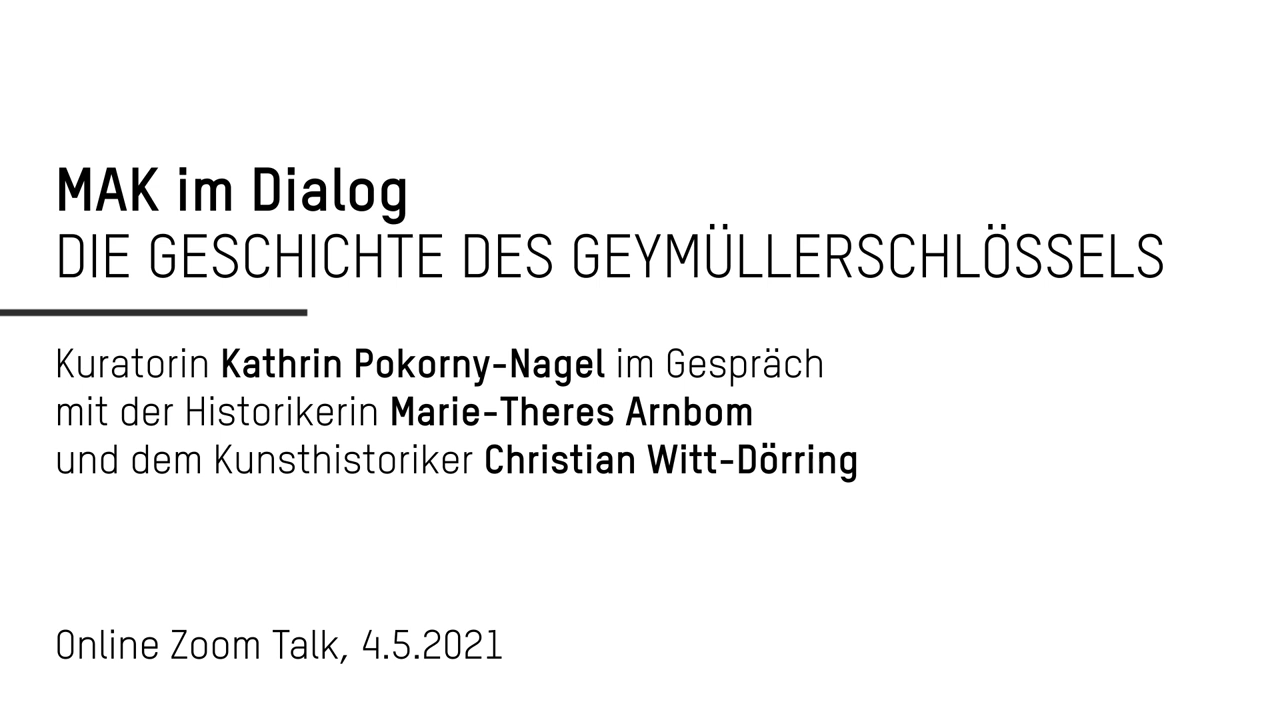 MAK im Dialog
DIE GESCHICHTE DES GEYMÜLLERSCHLÖSSELS
Kuratorin Kathrin Pokorny-Nagel im Gespräch
mit der Historikerin Marie-Theres Arnbom
und dem Kunsthistoriker Christian Witt-Dörring
Online Zoom Talk, 4.5.2021